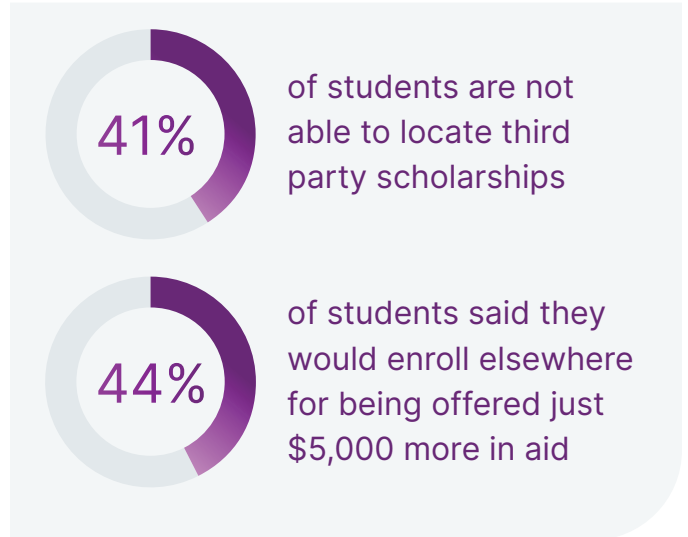 41%
of students are not
able to locate third
party scholarships
44%
of students said they
would enroll elsewhere
for being offered just
$5,000 more in aid